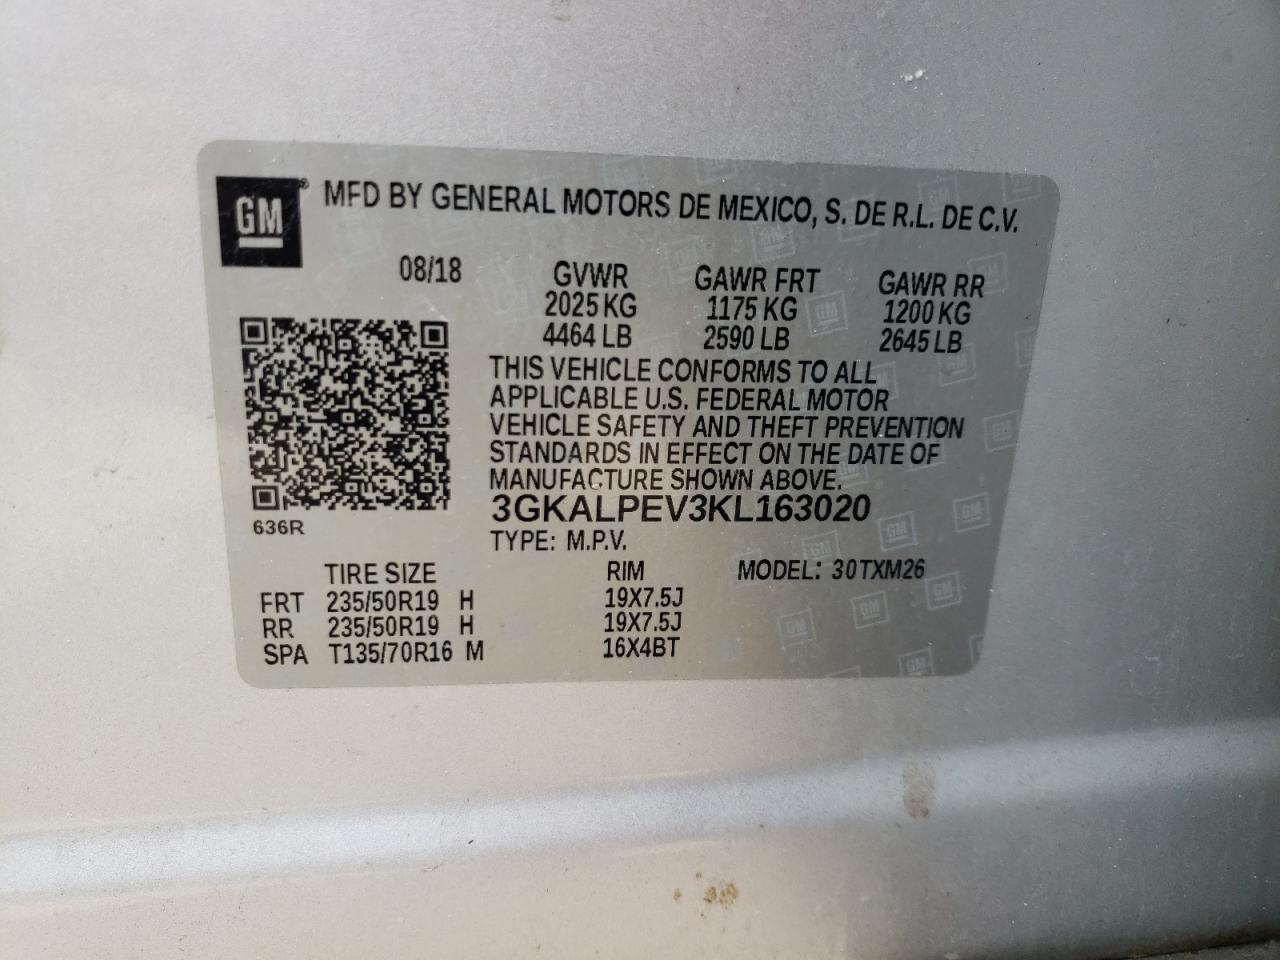 GM® MFD BY GENERAL MOTORS DE MEXICO, S. DE R.L. DE C.V.
08/18 GVWR GAWR FRT GAWR RR
2025 KG 1175 KG 1200 KG
4464 LB 2590 LB 2645 LB
THIS VEHICLE CONFORMS TO ALL
APPLICABLE U.S. FEDERAL MOTOR
VEHICLE SAFETY AND THEFT PREVENTION
STANDARDS IN EFFECT ON THE DATE OF
MANUFACTURE SHOWN ABOVE.
3GKALPEV3KL163020
636R
TYPE: M.P.V.
TIRE SIZE RIM MODEL: 30TXM26
FRT 235/50R19 H 19X7.5J
RR 235/50R19 H 19X7.5J
SPA T135/70R16 M 16X4BT